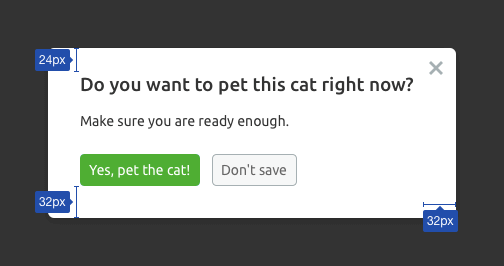 24px
Do you want to pet this cat right now?
Make sure you are ready enough.
Yes, pet the cat!
Don't save
32px
32px